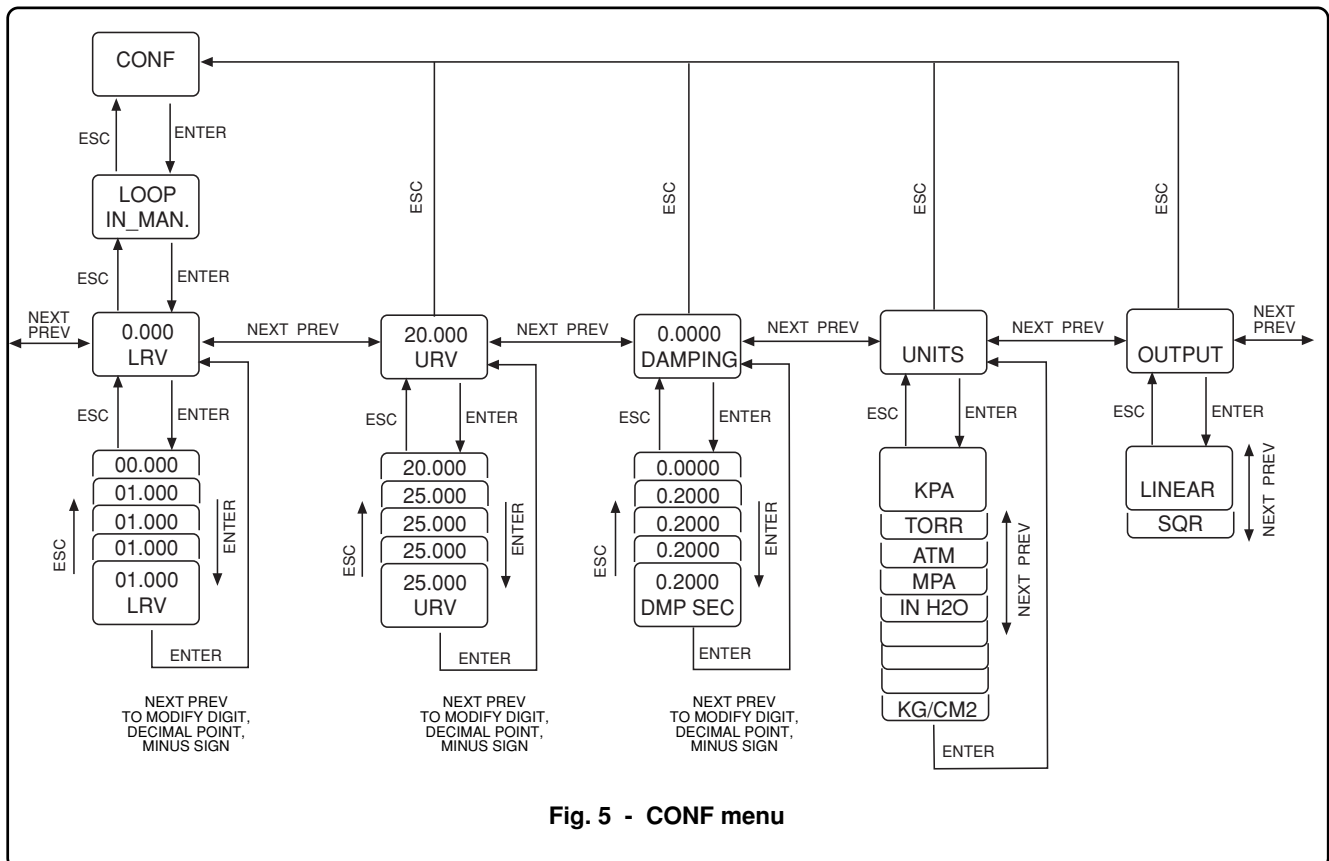 CONF
ESC
ENTER
LOOP
IN_MAN.
ESC
ENTER
ESC
ESC
ESC
ESC
NEXT
PREV
0.000
LRV
NEXT PREV
20.000
URV
NEXT PREV
0.0000
DAMPING
NEXT PREV
UNITS
NEXT PREV
OUTPUT
NEXT
PREV
ESC
ENTER
00.000
01.000
01.000
01.000
01.000
LRV
ESC
ENTER
ENTER
NEXT PREV
TO MODIFY DIGIT,
DECIMAL POINT,
MINUS SIGN
ESC
ENTER
20.000
25.000
25.000
25.000
25.000
URV
ESC
ENTER
ENTER
NEXT PREV
TO MODIFY DIGIT,
DECIMAL POINT,
MINUS SIGN
ESC
ENTER
0.0000
0.2000
0.2000
0.2000
0.2000
DMP SEC
ESC
ENTER
ENTER
NEXT PREV
TO MODIFY DIGIT,
DECIMAL POINT,
MINUS SIGN
ESC
ENTER
KPA
TORR
ATM
MPA
IN H2O
KG/CM2
NEXT PREV
ENTER
ESC
ENTER
LINEAR
SQR
NEXT PREV
Fig. 5 - CONF menu